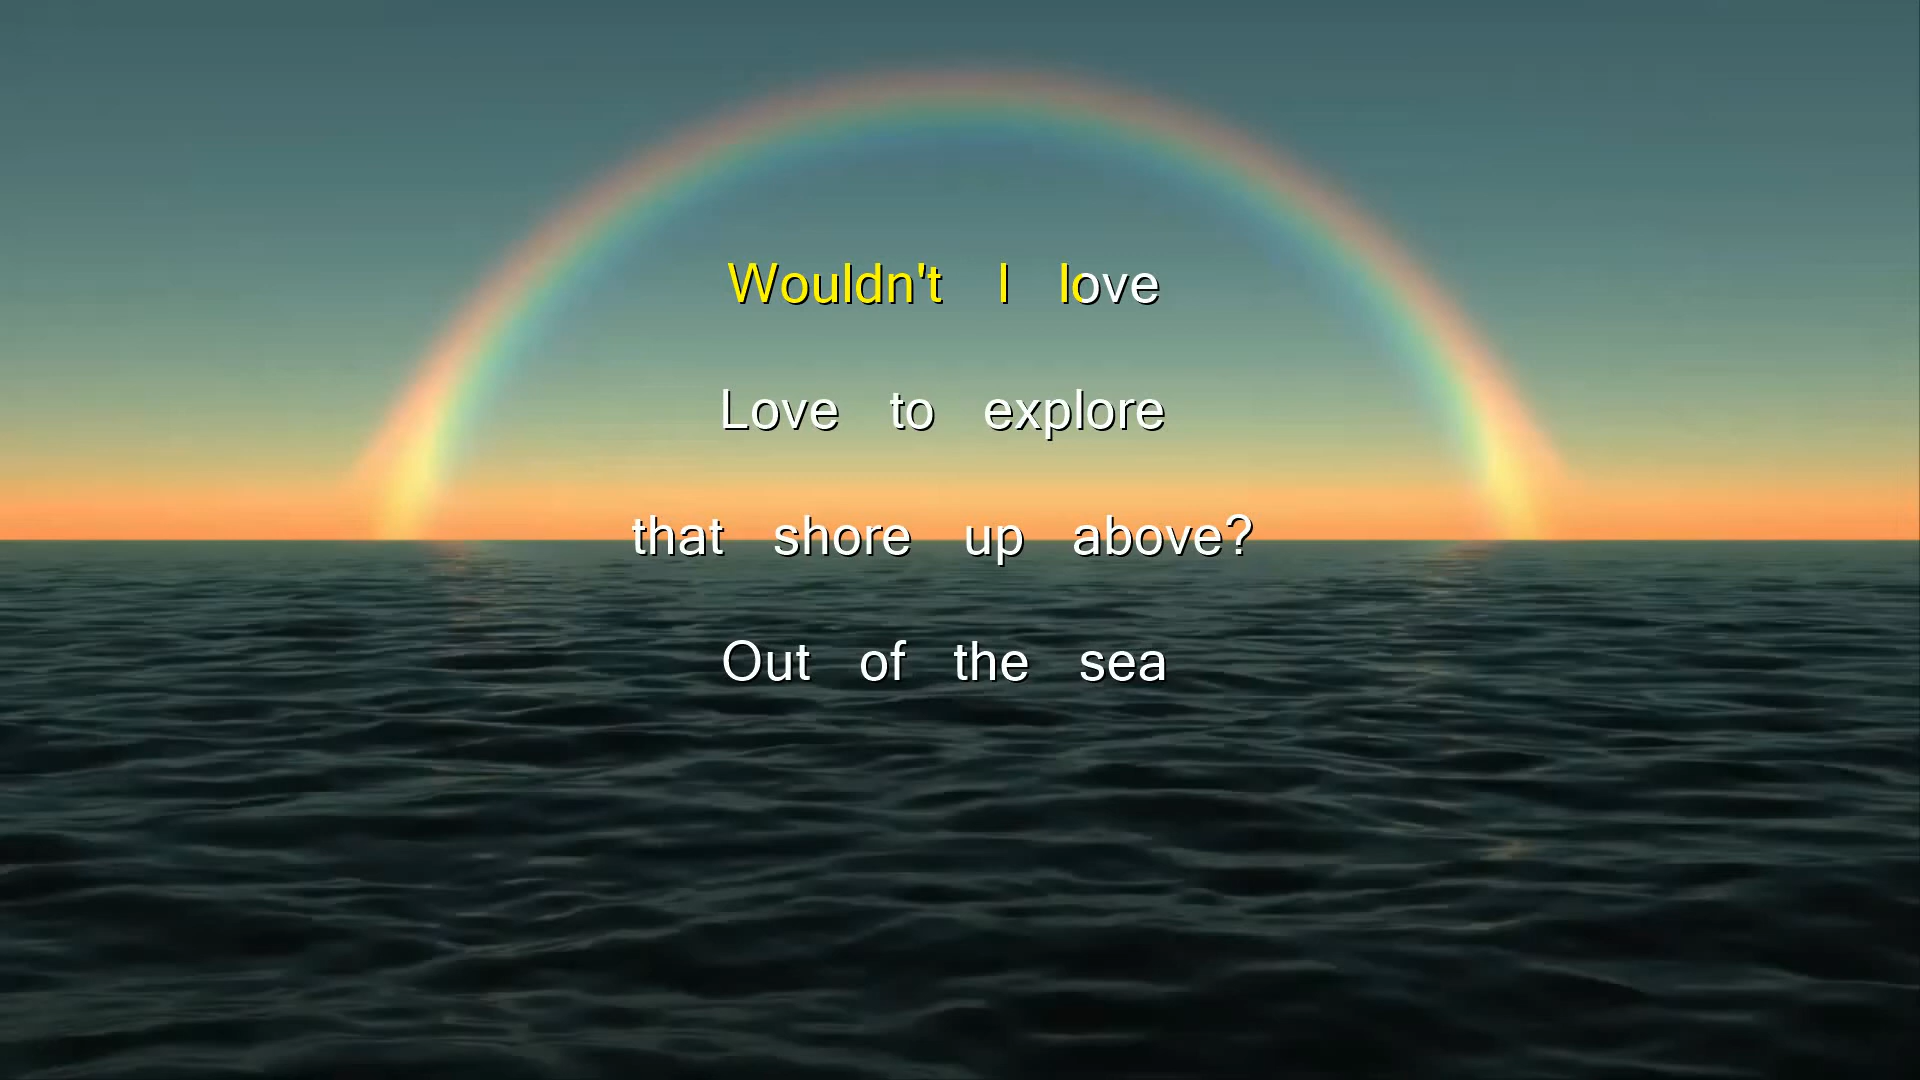 Wouldn't I love
Love to explore
that shore up above?
Out of the sea